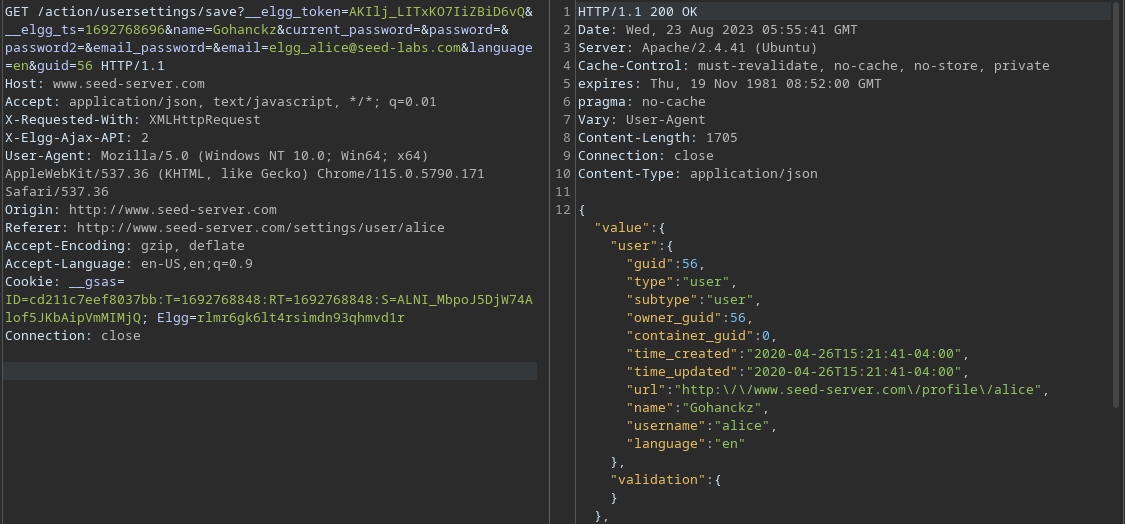 GET /action/usersettings/save?__elgg_token=AKIlj_LITxKO7IiZBiD6vQ&
__elgg_ts=1692768696&name=Gohanckz&current_password=&password=&
password2=&email_password=&email=elgg_alice@seed-labs.com&language
=en&guid=56 HTTP/1.1
Host: www.seed-server.com
Accept: application/json, text/javascript, */*; q=0.01
X-Requested-With: XMLHttpRequest
X-Elgg-Ajax-API: 2
User-Agent: Mozilla/5.0 (Windows NT 10.0; Win64; x64)
AppleWebKit/537.36 (KHTML, like Gecko) Chrome/115.0.5790.171
Safari/537.36
Origin: http://www.seed-server.com
Referer: http://www.seed-server.com/settings/user/alice
Accept-Encoding: gzip, deflate
Accept-Language: en-US,en;q=0.9
Cookie: __gsas=
ID=cd211c7eef8037bb:T=1692768848:RT=1692768848:S=ALNI_MbpoJ5DjW74A
lof5JKbAipVmMIMjQ; Elgg=rlmr6gk6lt4rsimdn93qhmvd1r
Connection: close
1 HTTP/1.1 200 OK
2 Date: Wed, 23 Aug 2023 05:55:41 GMT
3 Server: Apache/2.4.41 (Ubuntu)
4 Cache-Control: must-revalidate, no-cache, no-store, private
5 expires: Thu, 19 Nov 1981 08:52:00 GMT
6 pragma: no-cache
7 Vary: User-Agent
8 Content-Length: 1705
9 Connection: close
10 Content-Type: application/json
11
12 {
"value":{
"user":{
"guid":56,
"type":"user",
"subtype":"user",
"owner_guid":56,
"container_guid":0,
"time_created":"2020-04-26T15:21:41-04:00",
"time_updated":"2020-04-26T15:21:41-04:00",
"url":"http:\/\/www.seed-server.com\/profile\/alice",
"name":"Gohanckz",
"username":"alice",
"language":"en"
},
"validation":{
}
},